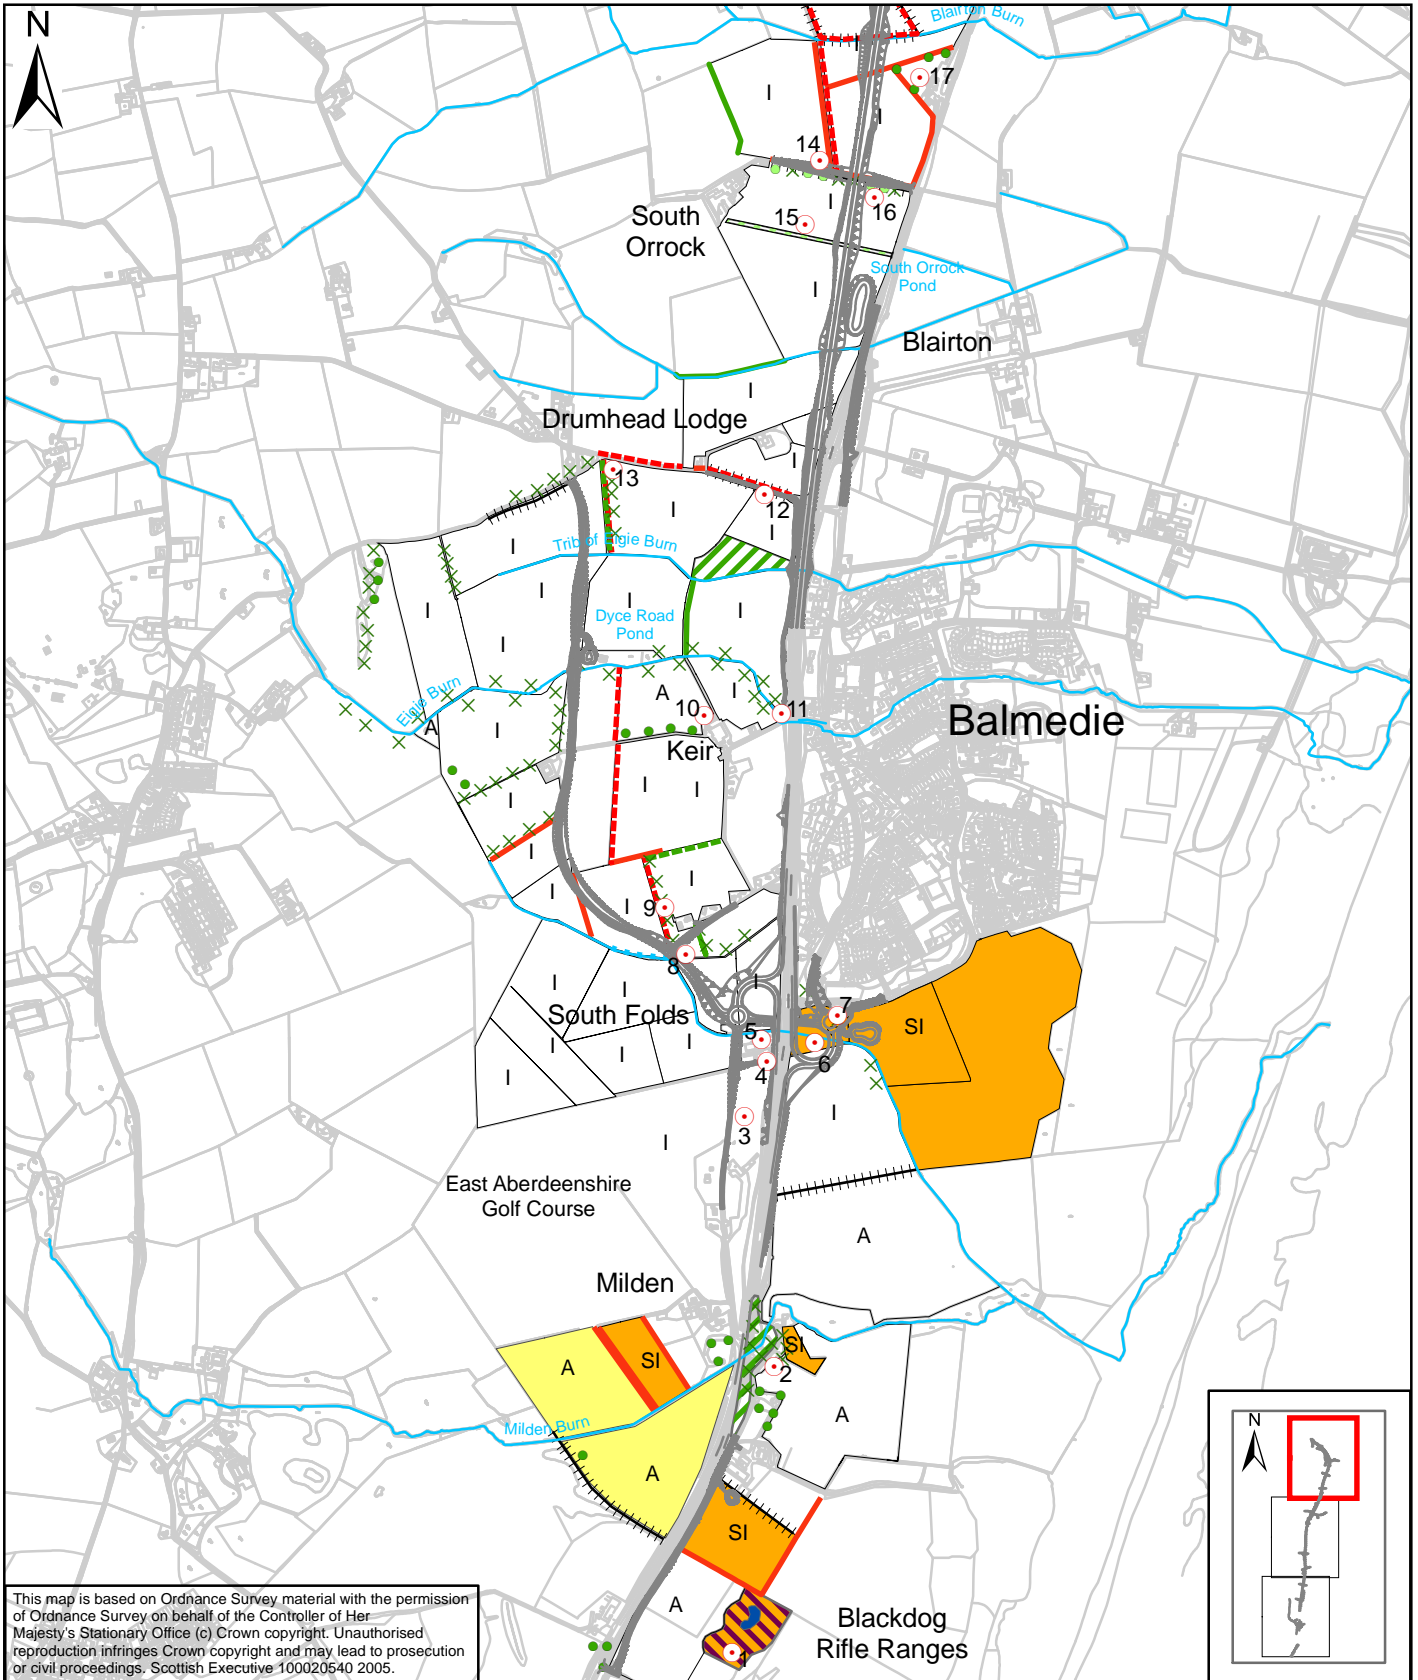 N
Blairton Burn
I
17
I
I
14
16
I
15
South
Orrock
South Orrock
Pond
I
Blairton
I
Drumhead Lodge
I
13
12
I
I
I
Trib of Elgie Burn
I
I
I
I
Dyce Road
Pond
I
A
I
10
11
Elgie Burn
A
I
Balmedie
Keir
I
I
I
I
I
I
I
9
8
I
I
I
South Folds
7
SI
5
6
I
I
I
4
I
I
3
I
East Aberdeenshire
Golf Course
A
Milden
SI
SI
A
2
A
Milden Burn
A
SI
N
A
Blackdog
Rifle Ranges
1
This map is based on Ordnance Survey material with the permission
of Ordnance Survey on behalf of the Controller of Her
Majesty's Stationary Office (c) Crown copyright. Unauthorised
reproduction infringes Crown copyright and may lead to prosecution
or civil proceedings. Scottish Executive 100020540 2005.